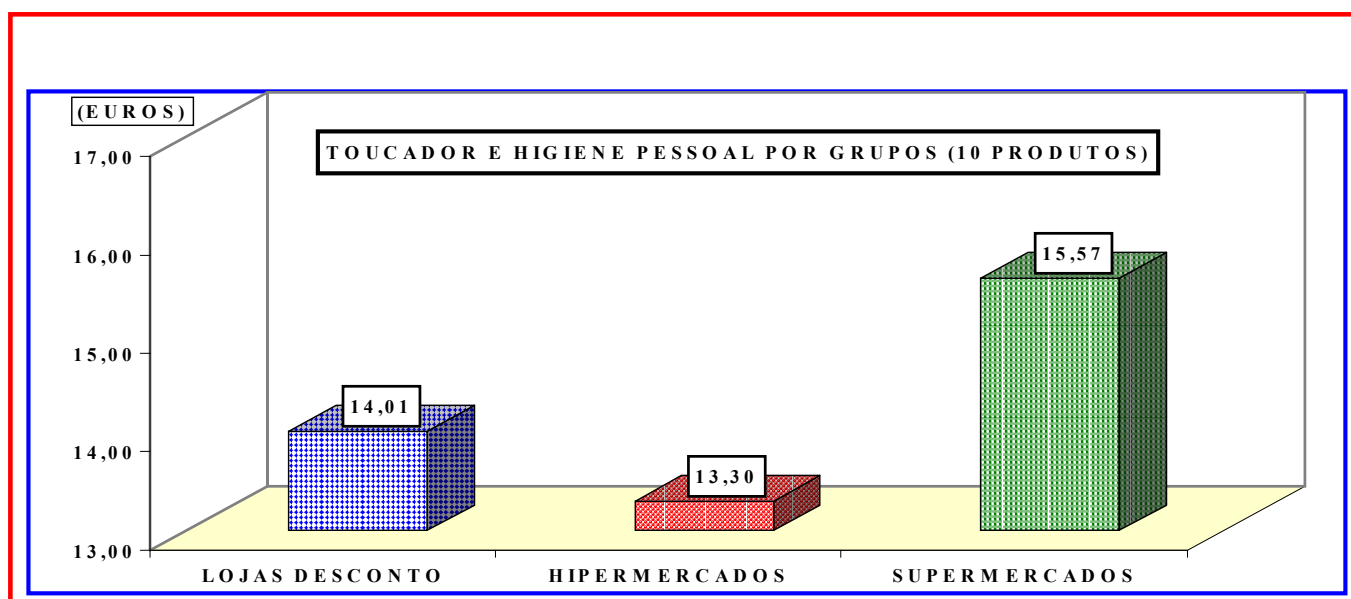 (EUROS)
TOUCADOR E HIGIENE PESSOAL POR GRUPOS (10 PRODUTOS)
17,00
16,00
15,00
14,00
13,00
15,57
14,01
13,30
LOJAS DESCONTO
HIPERMERCADOS
SUPERMERCADOS